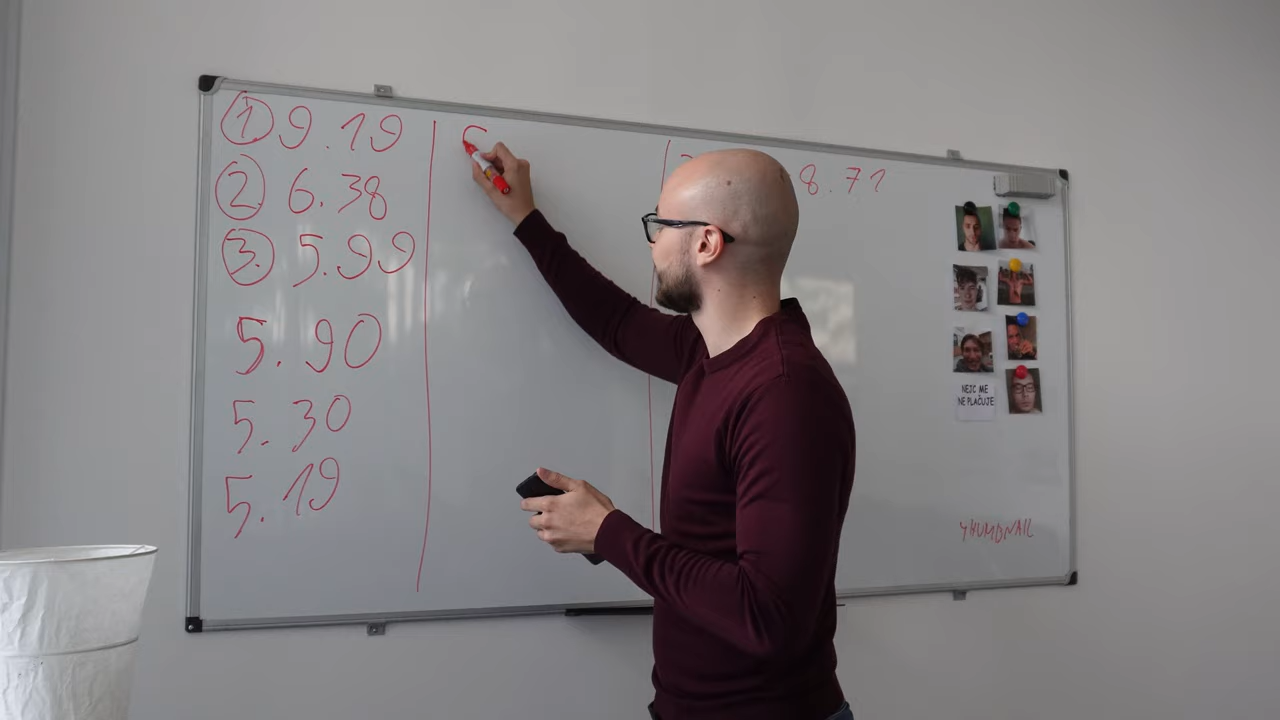 ① 9.19
② 6.38
③. 5.99
5.90
5.30
5.19
8.71
NEJC ME
NE PLAČUJE
THUMBNAIL